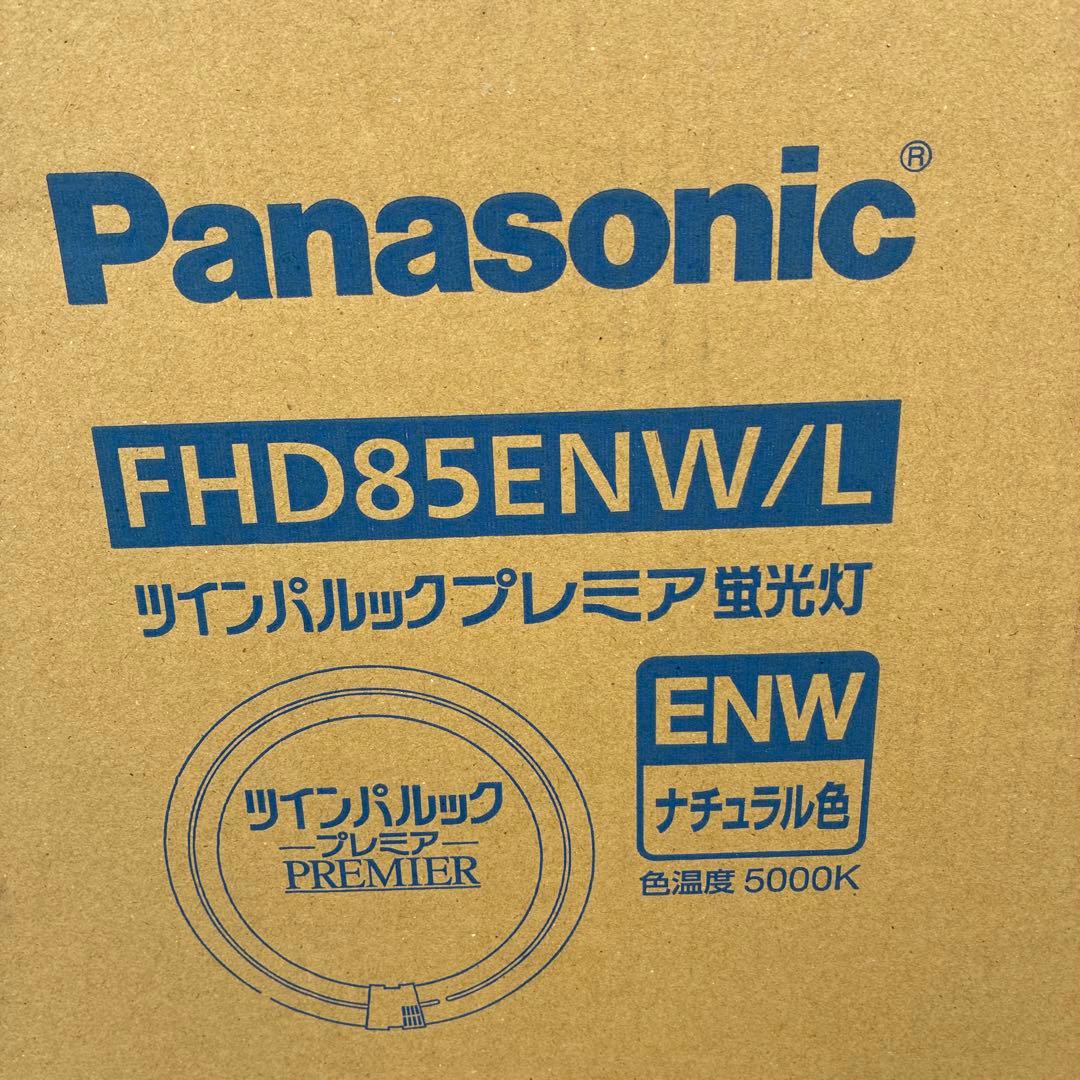 Panasonic®
FHD85ENW/L
ツインパルックプレミア蛍光灯
ツインパルック
プレミア
PREMIER
ENW
ナチュラル色
色温度 5000K